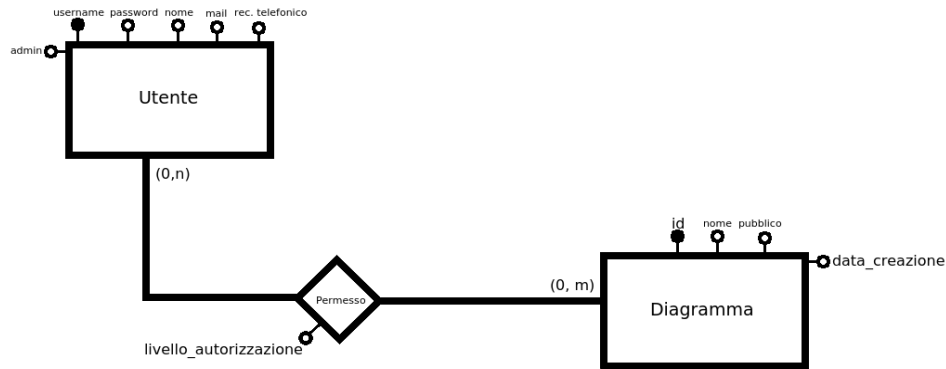 username password nome mail rec. telefonico
admin
Utente
(0,n)
id nome pubblico
data_creazione
(0, m)
Permesso
Diagramma
livello_autorizzazione